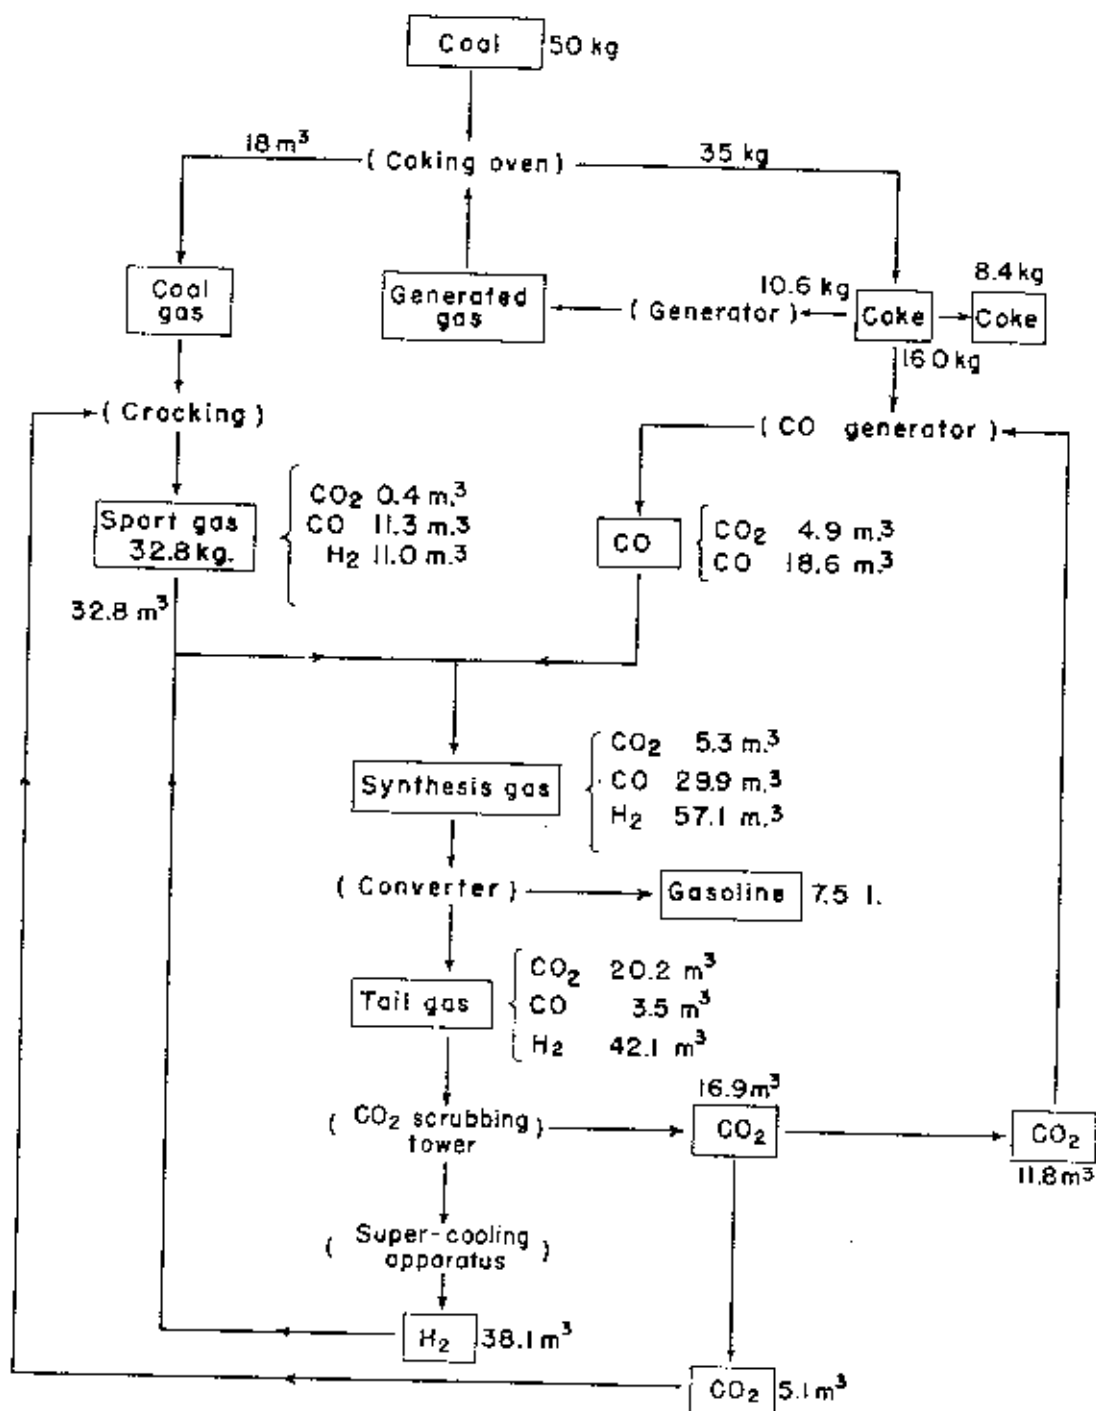 Coal 50 kg
18 m³ (Coking oven) 35 kg
Coal
gas
Generated
gas
(Generator)
10.6 kg
Coke
8.4 kg
Coke
16.0 kg
(Cracking)
(CO generator)
Spart gas
32.8 kg.
CO₂ 0.4 m.³
CO 11.3 m.³
H₂ 11.0 m.³
CO
CO₂ 4.9 m.³
CO 18.6 m.³
32.8 m³
Synthesis gas
CO₂ 5.3 m.³
CO 29.9 m.³
H₂ 57.1 m.³
(Converter)
Gasoline 7.5 l.
Tail gas
CO₂ 20.2 m³
CO 3.5 m³
H₂ 42.1 m³
(CO₂ scrubbing
tower)
16.9 m³
CO₂
CO₂
11.8 m³
(Super-cooling
apparatus)
H₂ 38.1 m³
CO₂ 5.1 m³